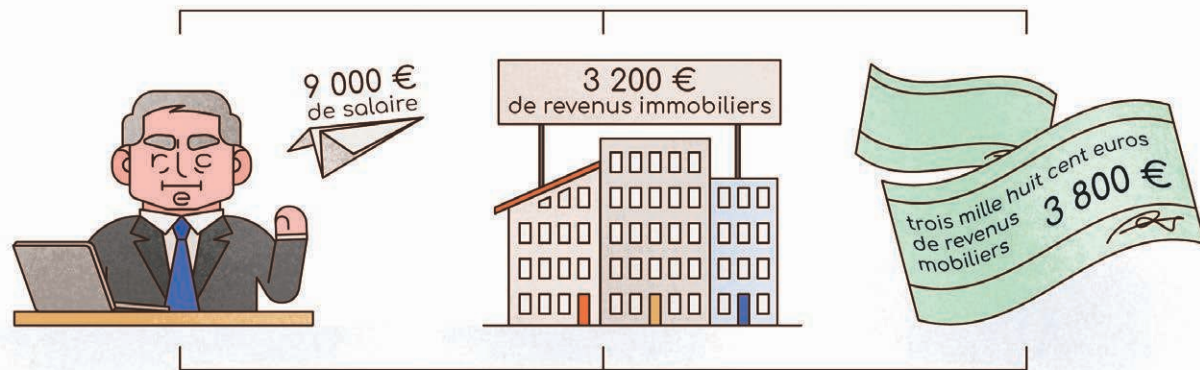 9 000 €
de salaire
3 200 €
de revenus immobiliers
trois mille huit cent euros
de revenus
mobiliers
3 800 €